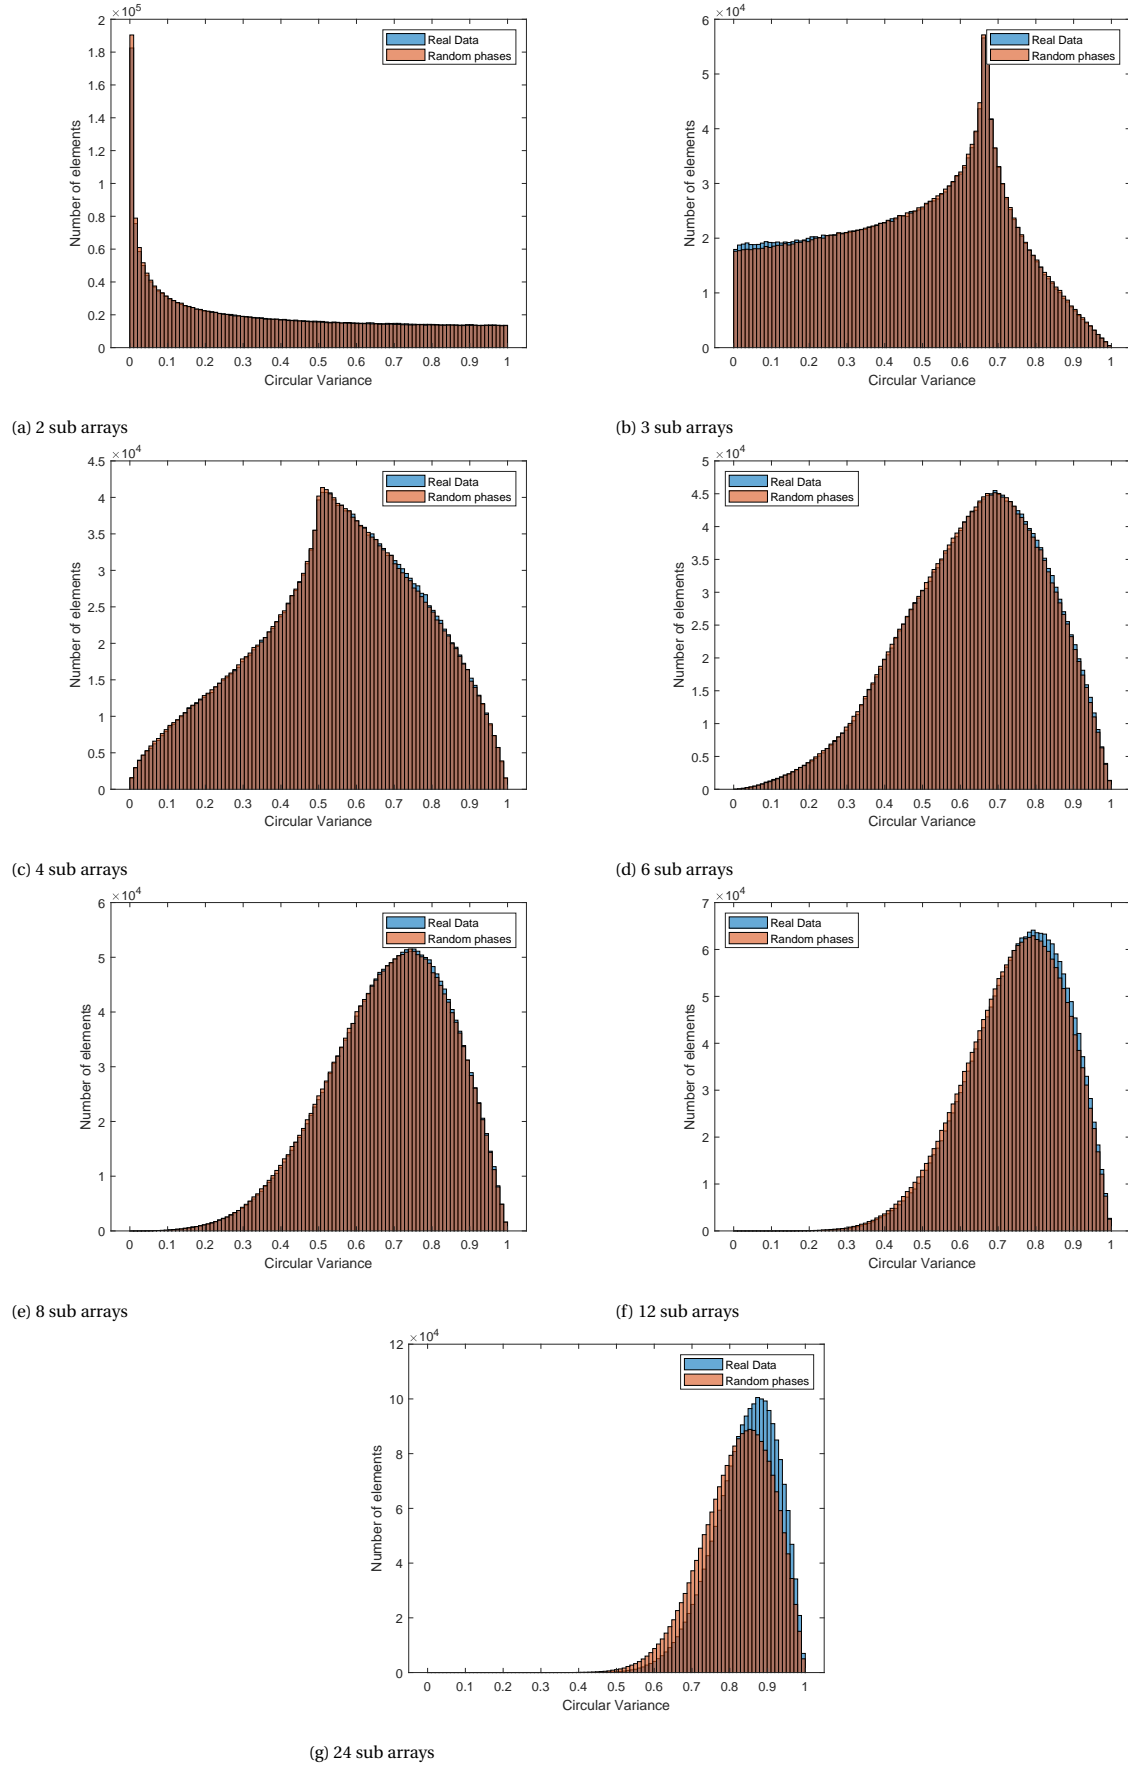 ×10^5
2
1.8
1.6
1.4
1.2
1
0.8
0.6
0.4
0.2
0
Number of elements
Real Data
Random phases
0 0.1 0.2 0.3 0.4 0.5 0.6 0.7 0.8 0.9 1
Circular Variance
(a) 2 sub arrays
×10^4
6
5
4
3
2
1
0
Number of elements
Real Data
Random phases
0 0.1 0.2 0.3 0.4 0.5 0.6 0.7 0.8 0.9 1
Circular Variance
(b) 3 sub arrays
×10^4
4.5
4
3.5
3
2.5
2
1.5
1
0.5
0
Number of elements
Real Data
Random phases
0 0.1 0.2 0.3 0.4 0.5 0.6 0.7 0.8 0.9 1
Circular Variance
(c) 4 sub arrays
×10^4
5
4.5
4
3.5
3
2.5
2
1.5
1
0.5
0
Number of elements
Real Data
Random phases
0 0.1 0.2 0.3 0.4 0.5 0.6 0.7 0.8 0.9 1
Circular Variance
(d) 6 sub arrays
×10^4
6
5
4
3
2
1
0
Number of elements
Real Data
Random phases
0 0.1 0.2 0.3 0.4 0.5 0.6 0.7 0.8 0.9 1
Circular Variance
(e) 8 sub arrays
×10^4
7
6
5
4
3
2
1
0
Number of elements
Real Data
Random phases
0 0.1 0.2 0.3 0.4 0.5 0.6 0.7 0.8 0.9 1
Circular Variance
(f) 12 sub arrays
×10^4
12
10
8
6
4
2
0
Number of elements
Real Data
Random phases
0 0.1 0.2 0.3 0.4 0.5 0.6 0.7 0.8 0.9 1
Circular Variance
(g) 24 sub arrays